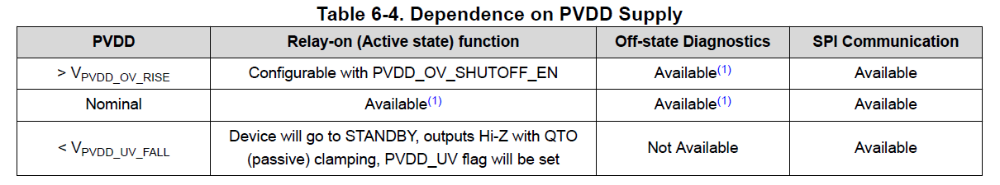 Table 6-4. Dependence on PVDD Supply
PVDD Relay-on (Active state) function Off-state Diagnostics SPI Communication
> VPVDD_OV_RISE Configurable with PVDD_OV_SHUTOFF_EN Available(1) Available
Nominal Available(1) Available(1) Available
< VPVDD_UV_FALL Device will go to STANDBY, outputs Hi-Z with QTO
(passive) clamping, PVDD_UV flag will be set Not Available Available